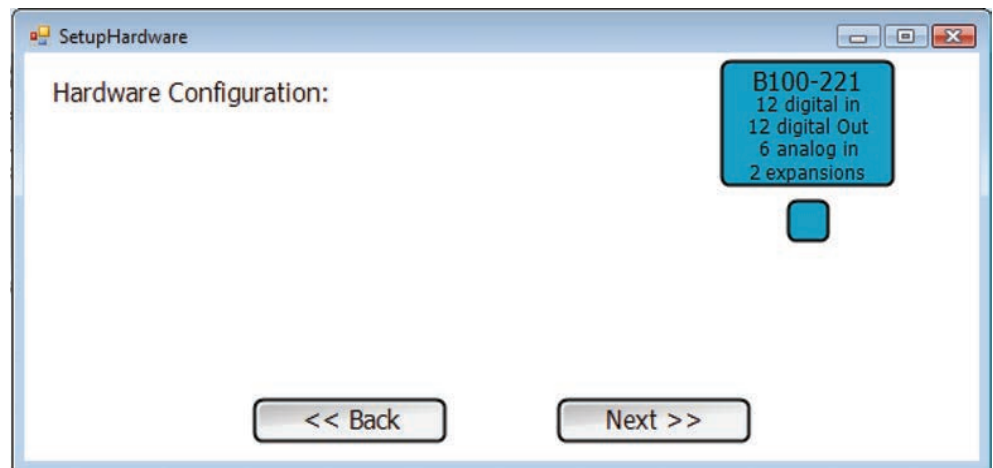 SetupHardware
Hardware Configuration:
B100-221
12 digital in
12 digital Out
6 analog in
2 expansions
<< Back
Next >>